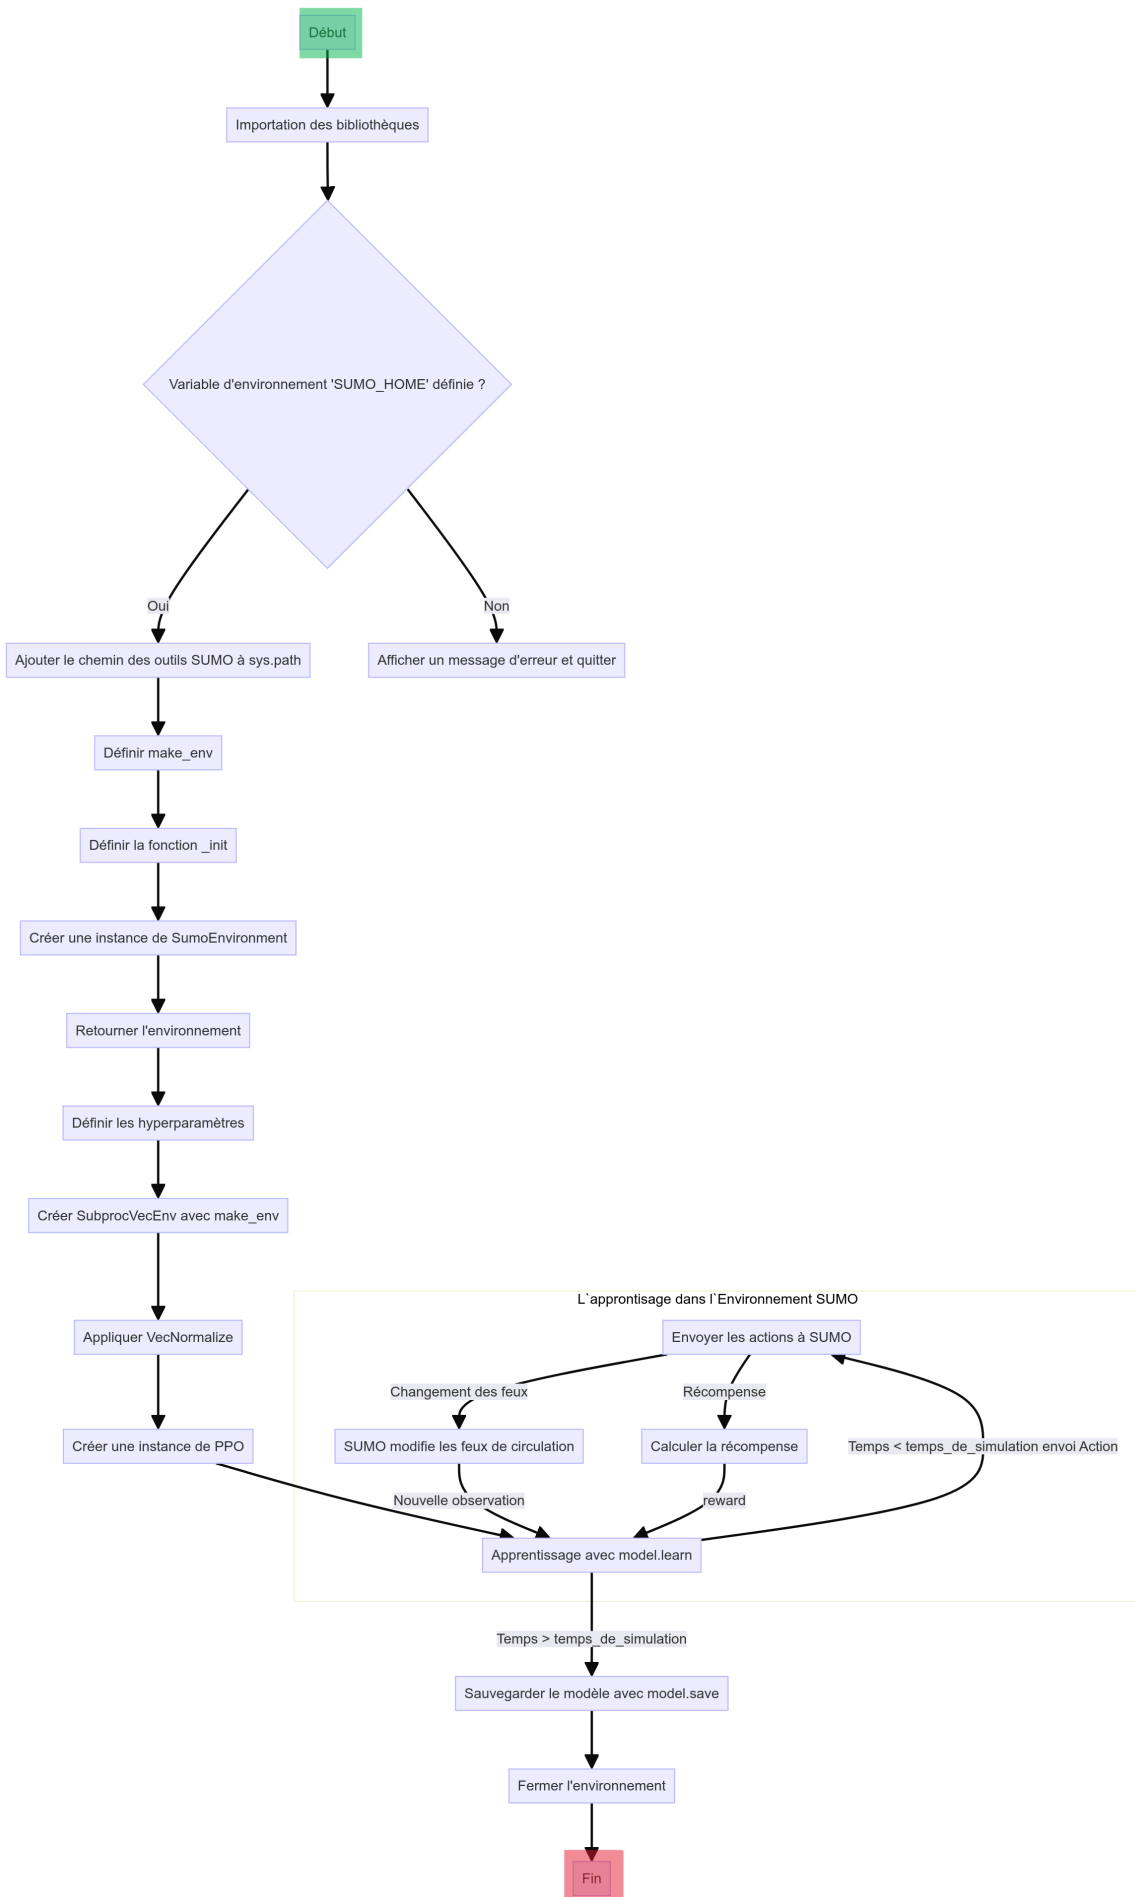 Début
Importation des bibliothèques
Variable d'environnement 'SUMO_HOME' définie ?
Oui
Non
Ajouter le chemin des outils SUMO à sys.path
Afficher un message d'erreur et quitter
Définir make_env
Définir la fonction _init
Créer une instance de SumoEnvironment
Retourner l'environnement
Définir les hyperparamètres
Créer SubprocVecEnv avec make_env
L`approntisage dans l`Environnement SUMO
Appliquer VecNormalize
Envoyer les actions à SUMO
Changement des feux
Récompense
Créer une instance de PPO
SUMO modifie les feux de circulation
Calculer la récompense
Temps < temps_de_simulation envoi Action
Nouvelle observation
reward
Apprentissage avec model.learn
Temps > temps_de_simulation
Sauvegarder le modèle avec model.save
Fermer l'environnement
Fin